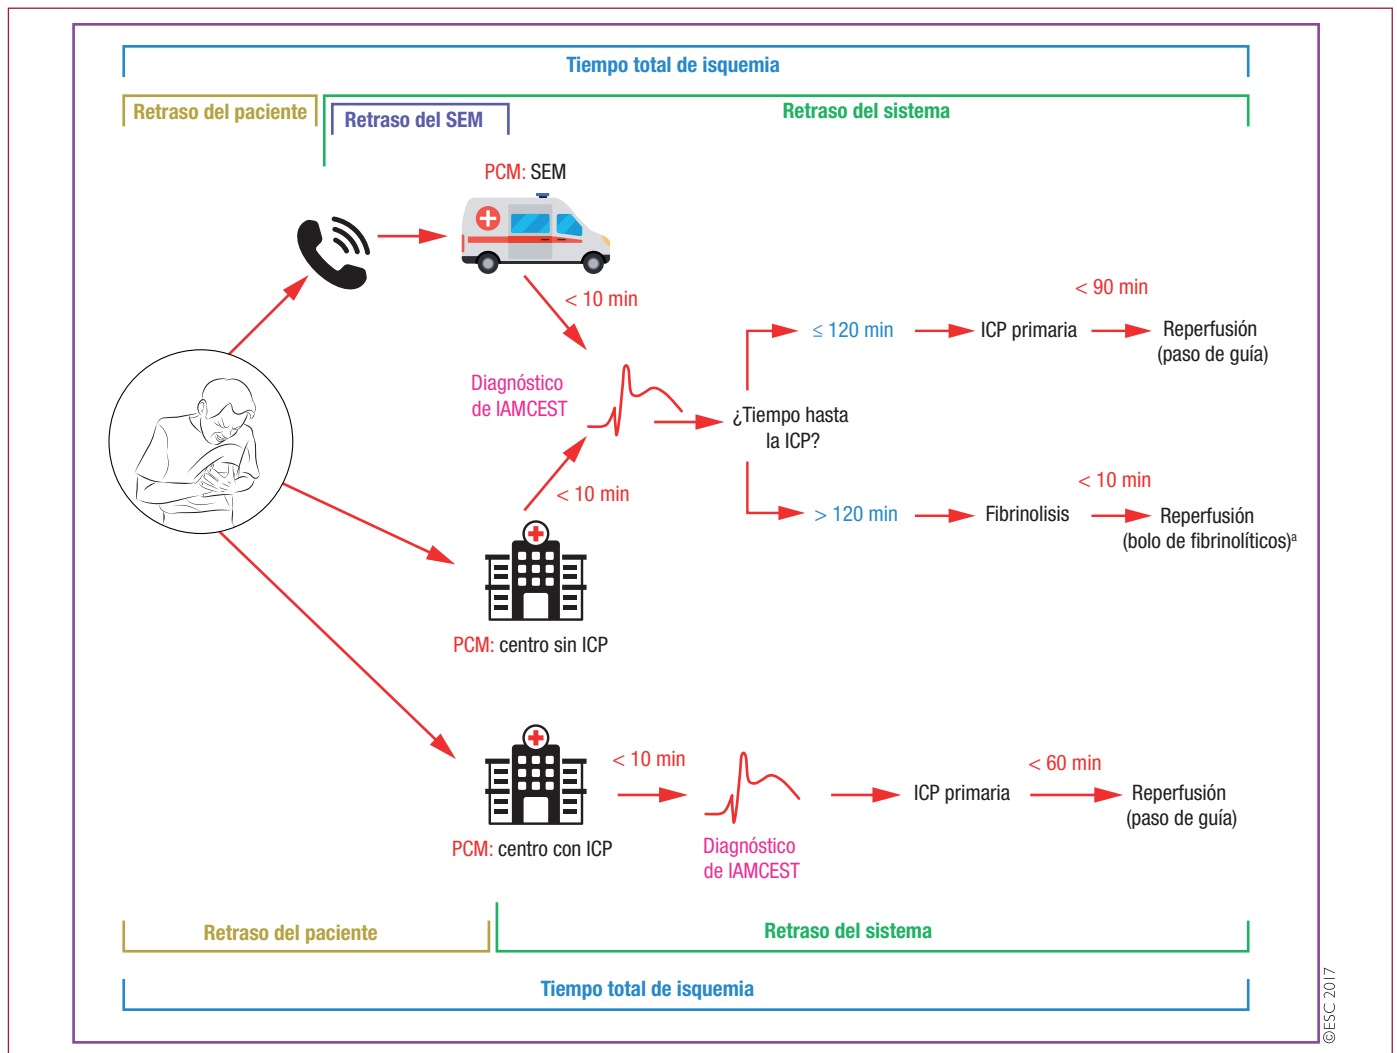 Tiempo total de isquemia
Retraso del paciente
Retraso del SEM
Retraso del sistema
PCM: SEM
< 10 min
Diagnóstico
de IAMCEST
< 10 min
¿Tiempo hasta
la ICP?
≤ 120 min
ICP primaria
< 90 min
Reperfusión
(paso de guía)
> 120 min
Fibrinolisis
< 10 min
Reperfusión
(bolo de fibrinolíticos)ª
PCM: centro sin ICP
PCM: centro con ICP
< 10 min
Diagnóstico
de IAMCEST
ICP primaria
< 60 min
Reperfusión
(paso de guía)
Retraso del paciente
Retraso del sistema
Tiempo total de isquemia
©ESC 2017